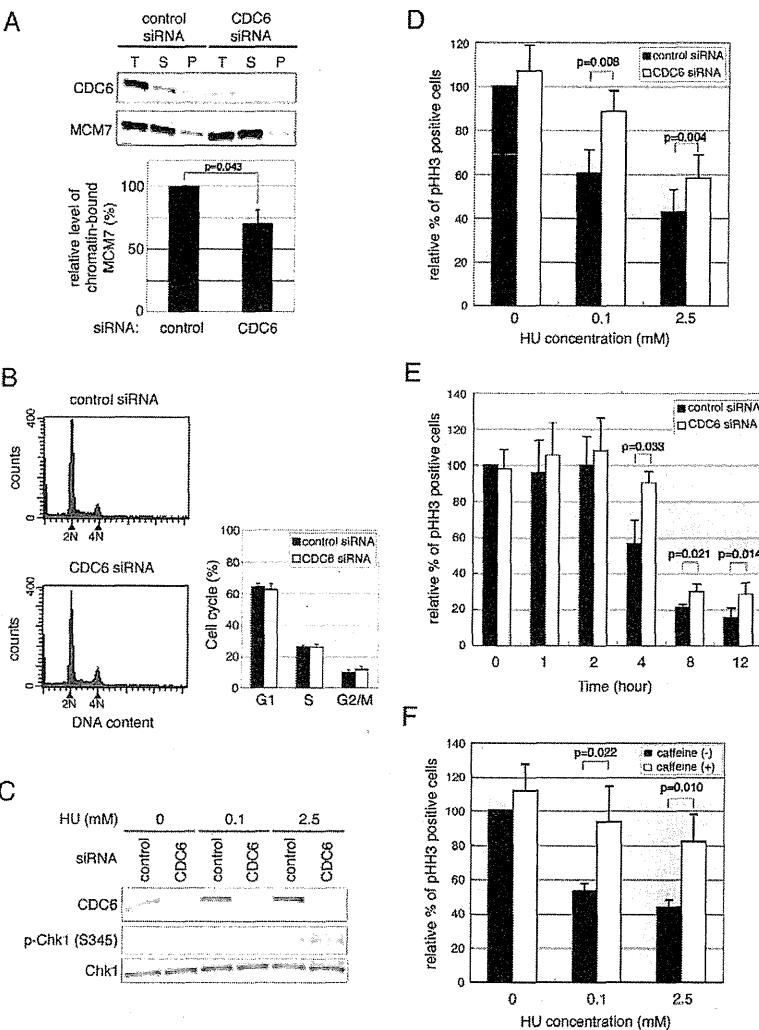 A
control siRNA
CDC6 siRNA
T S P T S P
CDC6
MCM7
p=0.043
relative level of chromatin-bound MCM7 (%)
100
50
0
siRNA: control CDC6
B
control siRNA
400
counts
0
2N 4N
CDC6 siRNA
400
counts
0
2N 4N
DNA content
control siRNA
CDC6 siRNA
Cell cycle (%)
100
80
60
40
20
0
G1 S G2/M
C
HU (mM) 0 0.1 2.5
siRNA control CDC6 control CDC6 control CDC6
CDC6
p-Chk1 (S345)
Chk1
D
control siRNA
CDC6 siRNA
p=0.008
p=0.004
relative % of pHH3 positive cells
120
100
80
60
40
20
0
0 0.1 2.5
HU concentration (mM)
E
control siRNA
CDC6 siRNA
p=0.033
p=0.021
p=0.014
relative % of pHH3 positive cells
140
120
100
80
60
40
20
0
0 1 2 4 8 12
Time (hour)
F
caffeine (-)
caffeine (+)
p=0.022
p=0.010
relative % of pHH3 positive cells
140
120
100
80
60
40
20
0
0 0.1 2.5
HU concentration (mM)